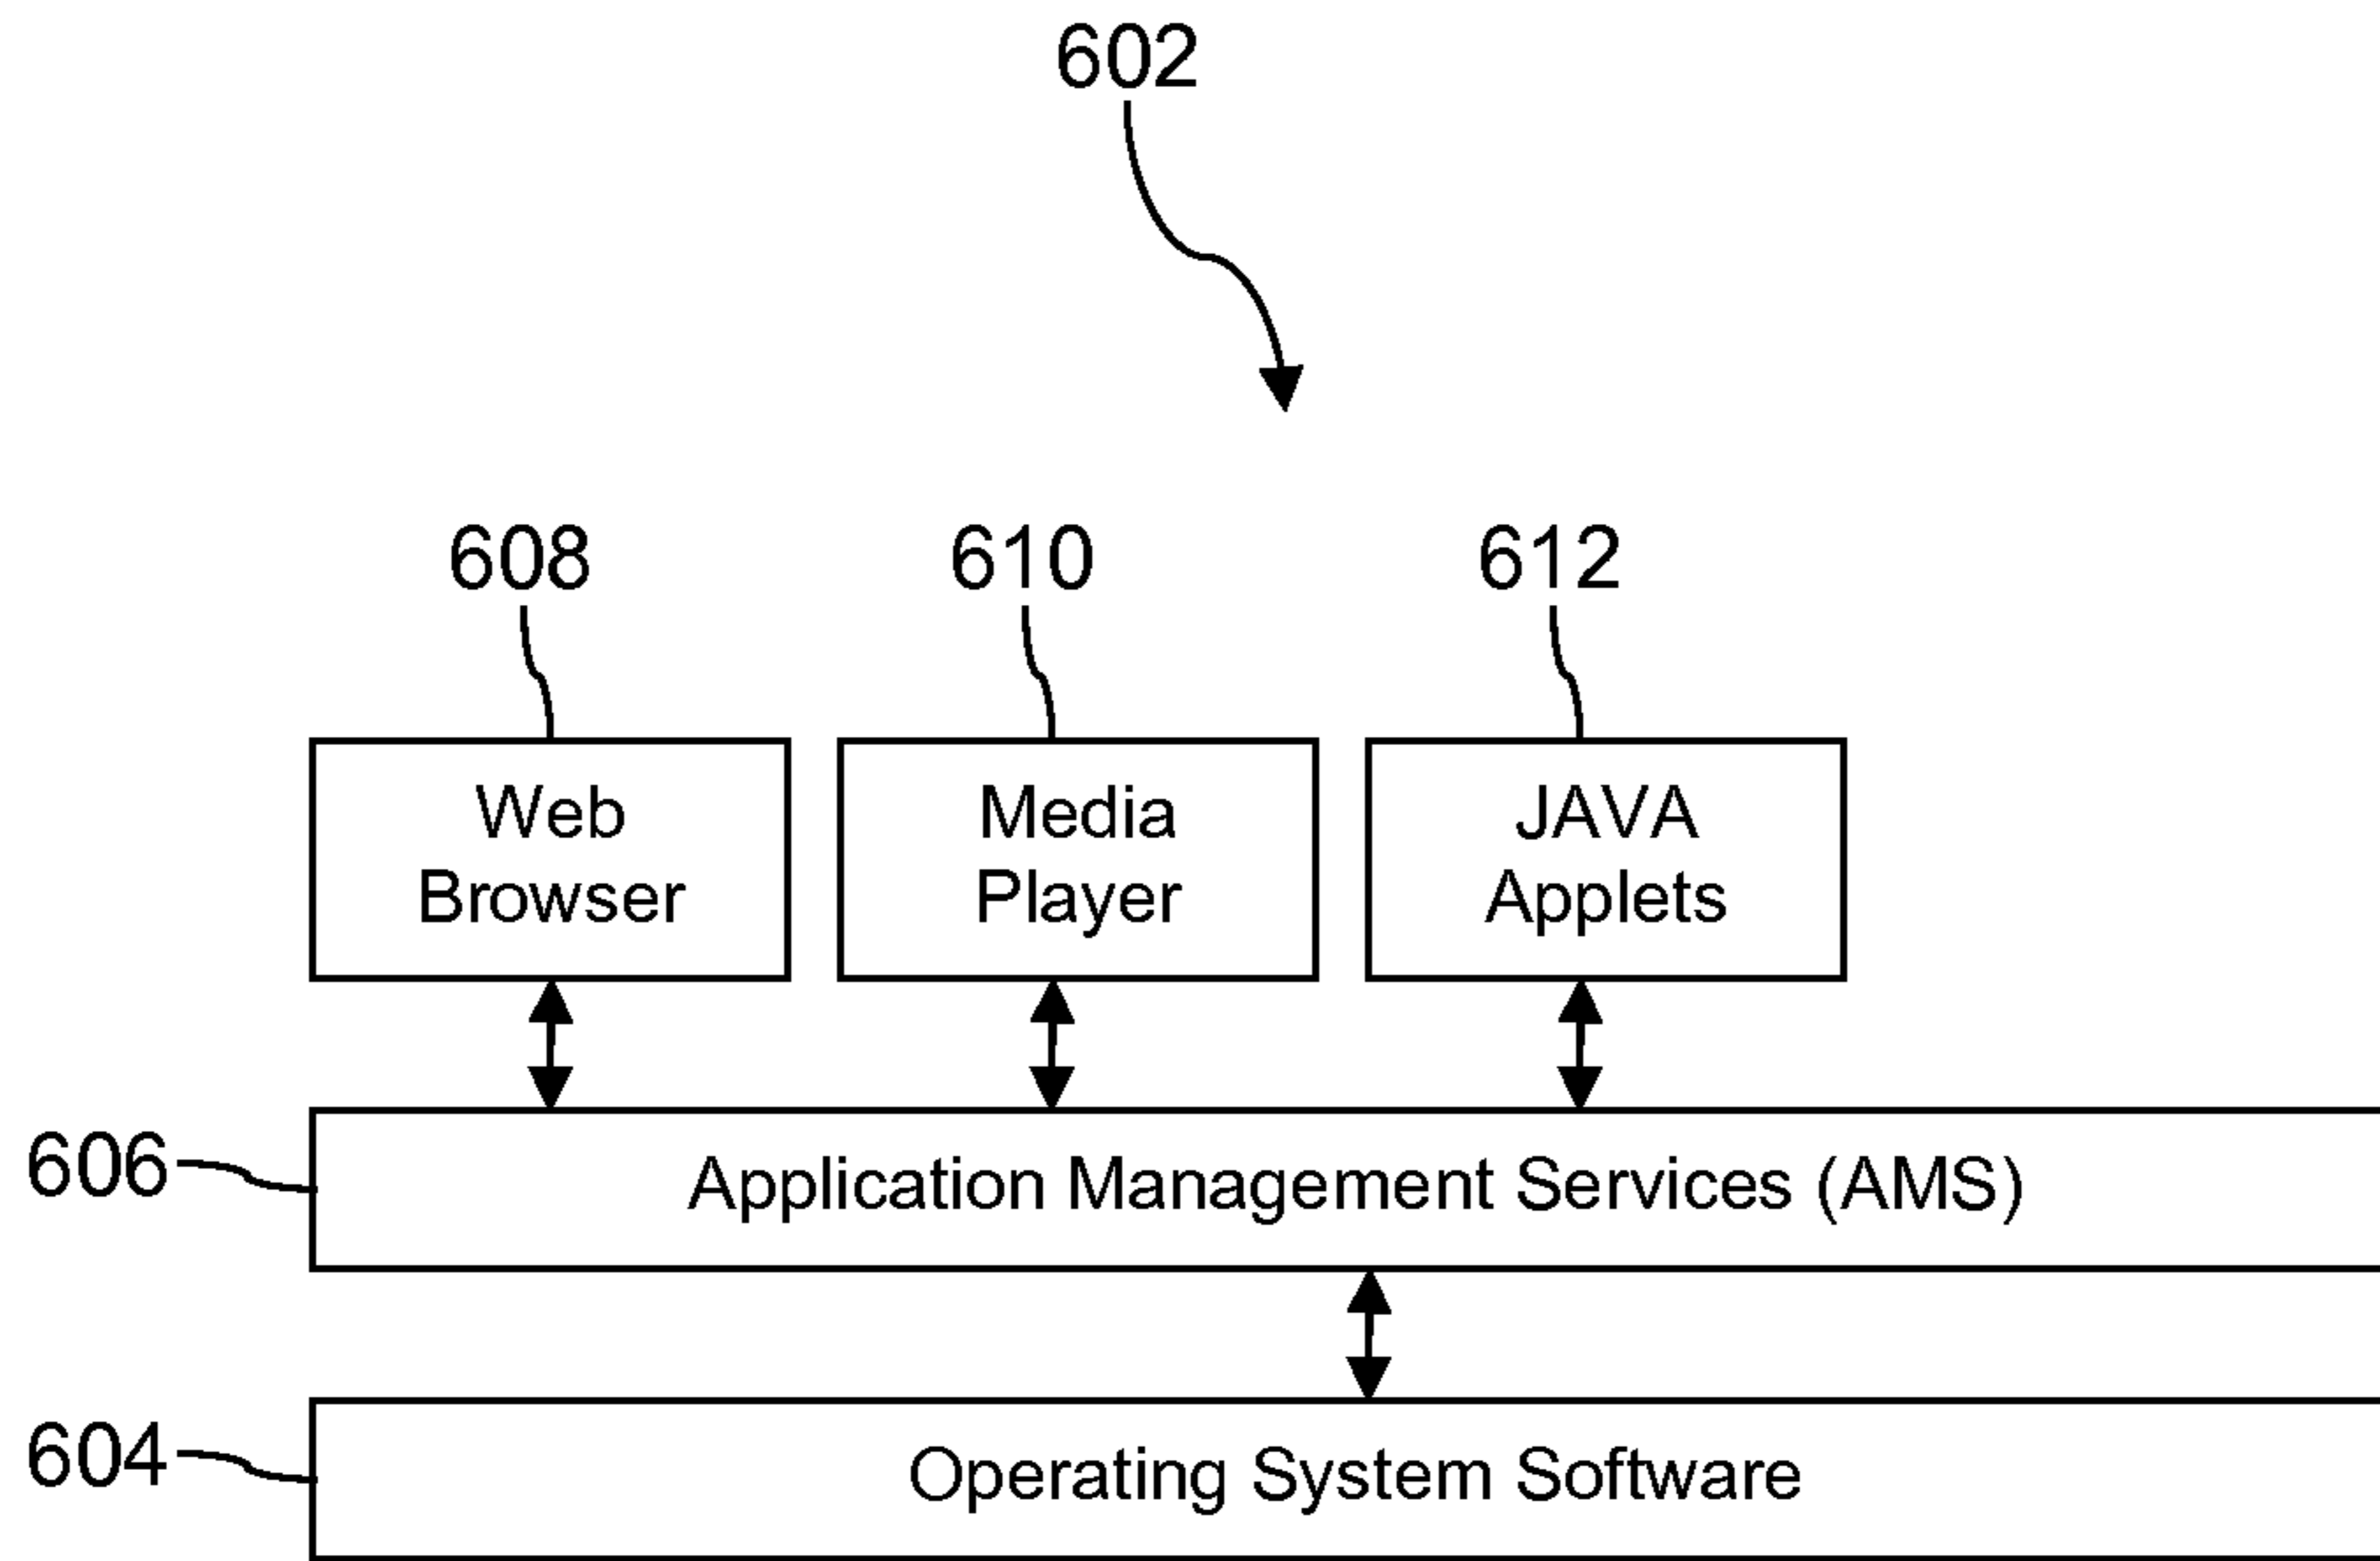 602
608
610
612
Web
Browser
Media
Player
JAVA
Applets
606
Application Management Services (AMS)
604
Operating System Software